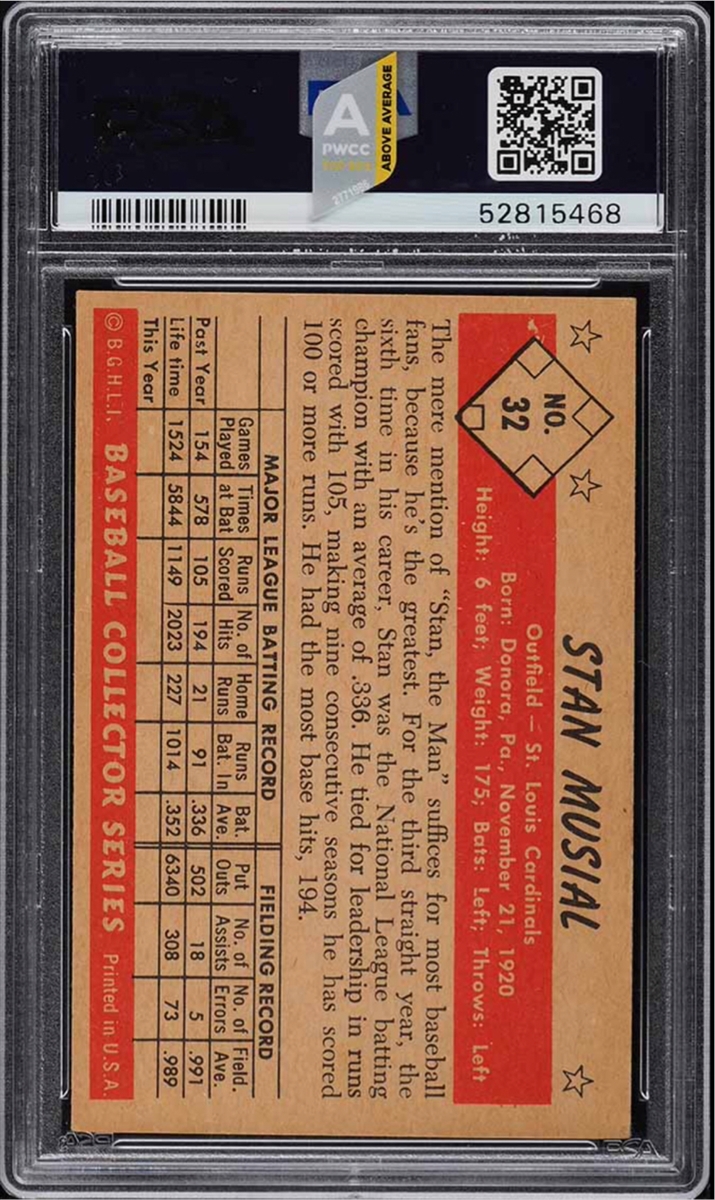 A
PWCC
ABOVE AVERAGE
2171986
52815468
STAN MUSIAL
Outfield — St. Louis Cardinals
Born: Donora, Pa., November 21, 1920
Height: 6 feet; Weight: 175; Bats: Left; Throws: Left
NO.
32
The mere mention of "Stan, the Man" suffices for most baseball
fans, because he's the greatest. For the third straight year, the
sixth time in his career, Stan was the National League batting
champion with an average of .336. He tied for leadership in runs
scored with 105, making nine consecutive seasons he has scored
100 or more runs. He had the most base hits, 194.
MAJOR LEAGUE BATTING RECORD FIELDING RECORD
Games Times Runs No. of Home Runs Bat. Put No. of No. of Field.
Played at Bat Scored Hits Runs Bat. In Ave. Outs Assists Errors Ave.
Past Year 154 578 105 194 21 91 .336 502 18 5 .991
Life time 1524 5844 1149 2023 227 1014 .352 6340 308 73 .989
This Year
© B.G.H.L.I. BASEBALL COLLECTOR SERIES Printed in U.S.A.
PSA